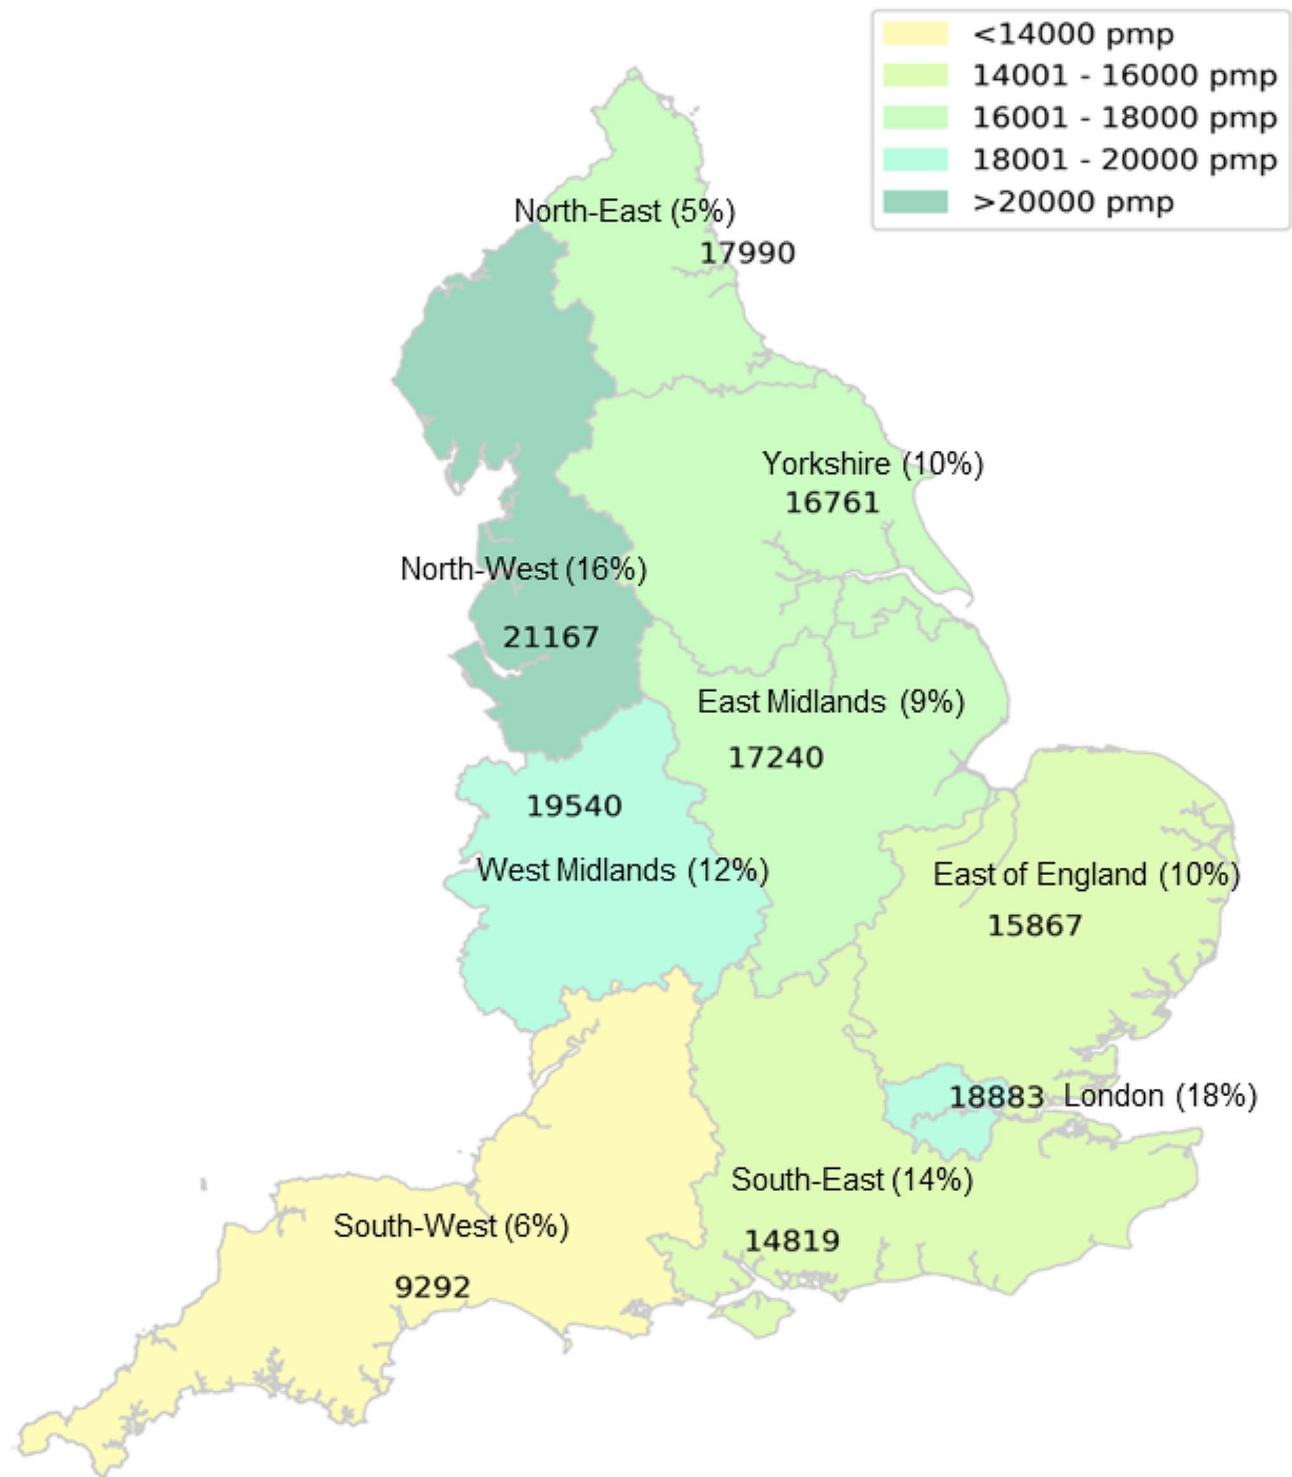 <14000 pmp
14001 - 16000 pmp
16001 - 18000 pmp
18001 - 20000 pmp
>20000 pmp
North-East (5%)
17990
Yorkshire (10%)
16761
North-West (16%)
21167
East Midlands (9%)
17240
19540
West Midlands (12%)
East of England (10%)
15867
18883 London (18%)
South-East (14%)
14819
South-West (6%)
9292